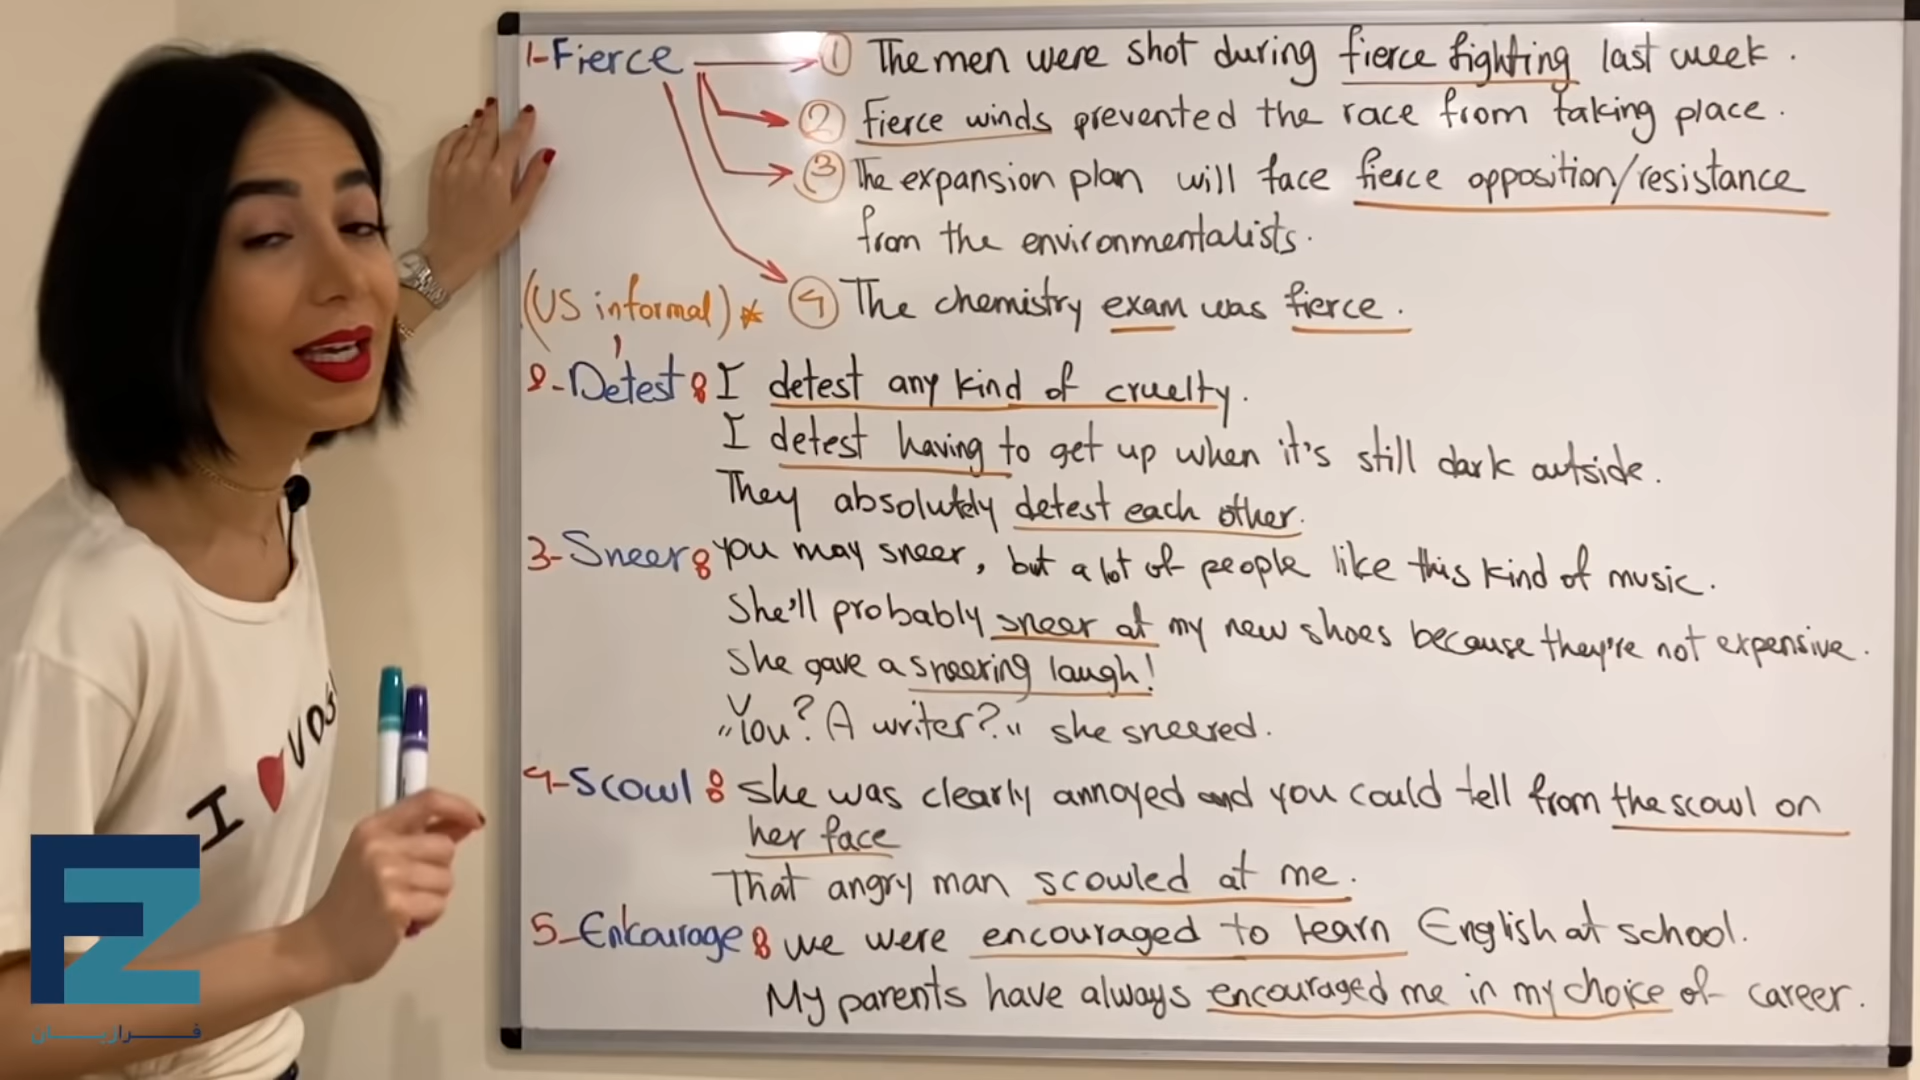 1-Fierce → ① The men were shot during fierce fighting last week.
② Fierce winds prevented the race from taking place.
③ The expansion plan will face fierce opposition/resistance
from the environmentalists.
(US informal) * ④ The chemistry exam was fierce.
2-Detest: I detest any kind of cruelty.
I detest having to get up when it's still dark outside.
They absolutely detest each other.
3-Sneer: you may sneer, but a lot of people like this kind of music.
She'll probably sneer at my new shoes because they're not expensive.
She gave a sneering laugh!
"You? A writer?" she sneered.
4-Scowl: she was clearly annoyed and you could tell from the scowl on
her face
That angry man scowled at me.
5-Encourage: we were encouraged to learn English at school.
My parents have always encouraged me in my choice of career.
I ♥
FZ
فرازبان